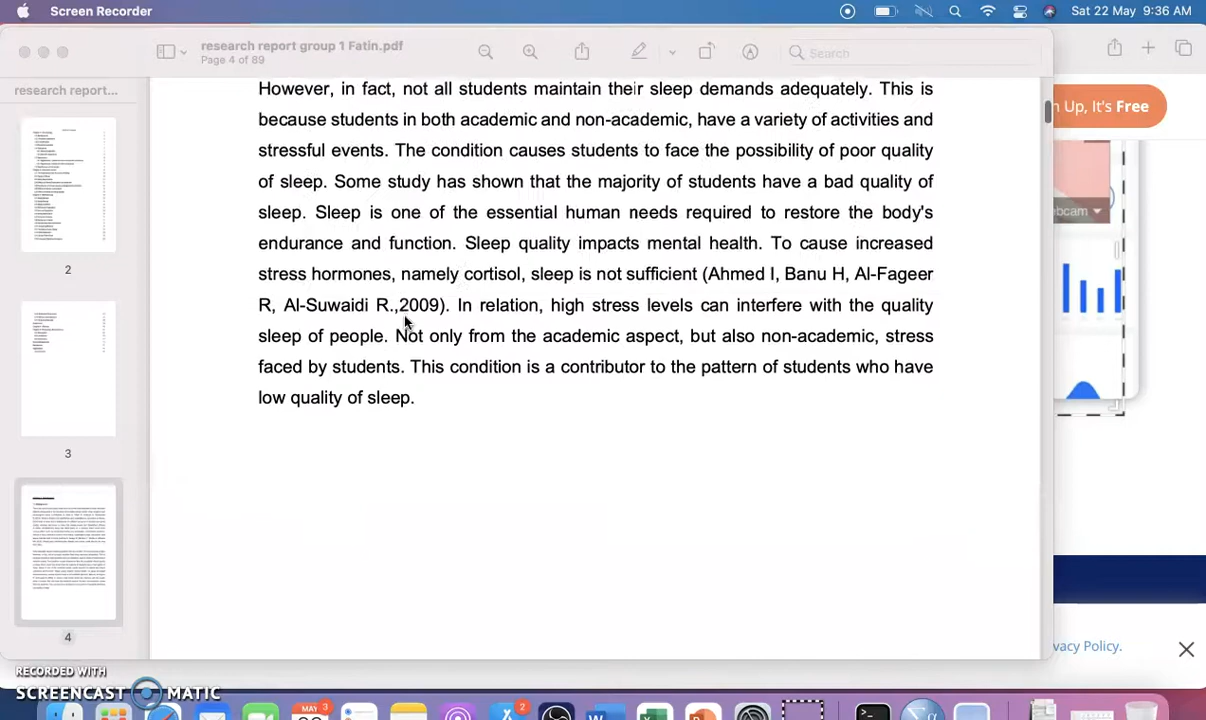 Screen Recorder
Sat 22 May 9:36 AM
research report group 1 Fatin.pdf
Page 4 of 89
Search
research report...
n Up, It's Free
2
3
4
However, in fact, not all students maintain their sleep demands adequately. This is
because students in both academic and non-academic, have a variety of activities and
stressful events. The condition causes students to face the possibility of poor quality
of sleep. Some study has shown that the majority of students have a bad quality of
sleep. Sleep is one of the essential human needs required to restore the body's
endurance and function. Sleep quality impacts mental health. To cause increased
stress hormones, namely cortisol, sleep is not sufficient (Ahmed I, Banu H, Al-Fageer
R, Al-Suwaidi R.,2009). In relation, high stress levels can interfere with the quality
sleep of people. Not only from the academic aspect, but also non-academic, stress
faced by students. This condition is a contributor to the pattern of students who have
low quality of sleep.
ebcam
vacy Policy.
RECORDED WITH
SCREENCAST MATIC
MAY 3
2